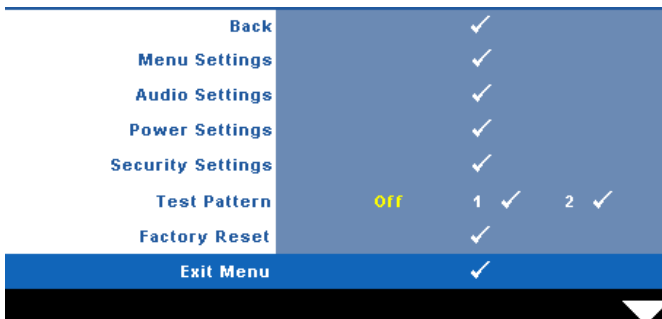 Back ✓
Menu Settings ✓
Audio Settings ✓
Power Settings ✓
Security Settings ✓
Test Pattern Off 1 ✓ 2 ✓
Factory Reset ✓
Exit Menu ✓